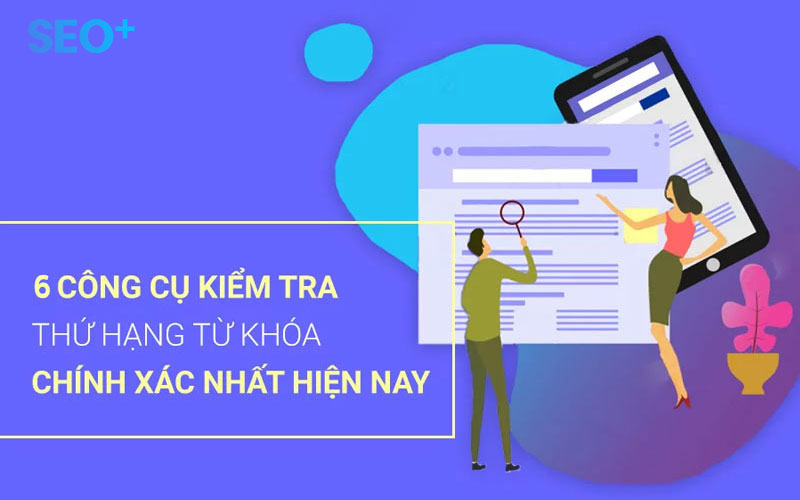 SEO+
6 CÔNG CỤ KIỂM TRA
THỨ HẠNG TỪ KHÓA
CHÍNH XÁC NHẤT HIỆN NAY